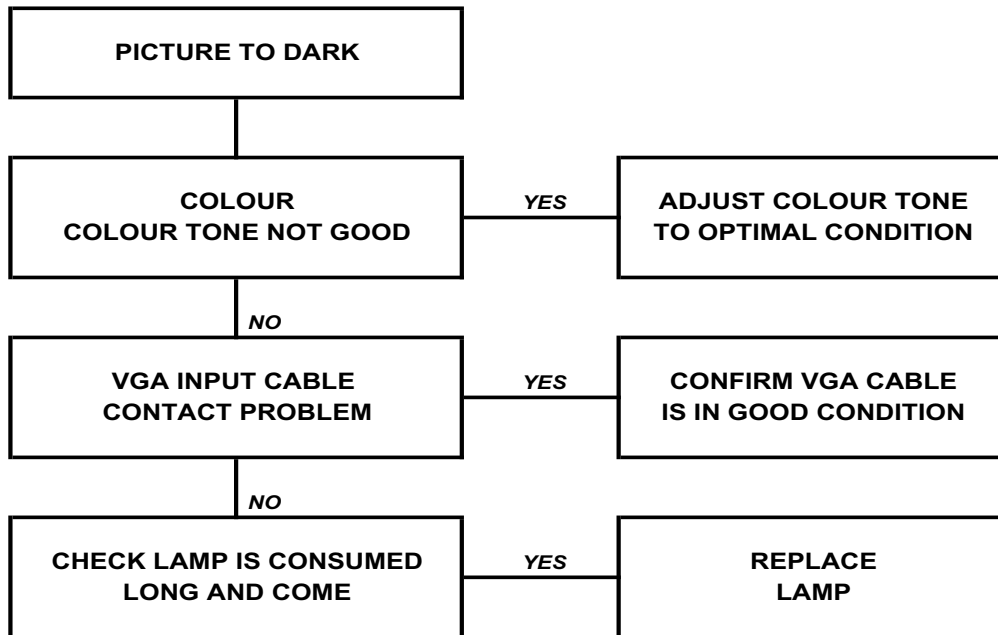 PICTURE TO DARK
COLOUR
COLOUR TONE NOT GOOD
YES
ADJUST COLOUR TONE
TO OPTIMAL CONDITION
NO
VGA INPUT CABLE
CONTACT PROBLEM
YES
CONFIRM VGA CABLE
IS IN GOOD CONDITION
NO
CHECK LAMP IS CONSUMED
LONG AND COME
YES
REPLACE
LAMP